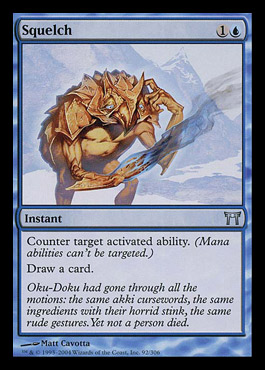 Squelch 1
Instant
Counter target activated ability. (Mana
abilities can't be targeted.)
Draw a card.
Oku-Doku had gone through all the
motions: the same akki cursewords, the same
ingredients with their horrid stink, the same
rude gestures. Yet not a person died.
Matt Cavotta
™ & © 1993-2004 Wizards of the Coast, Inc. 92/306